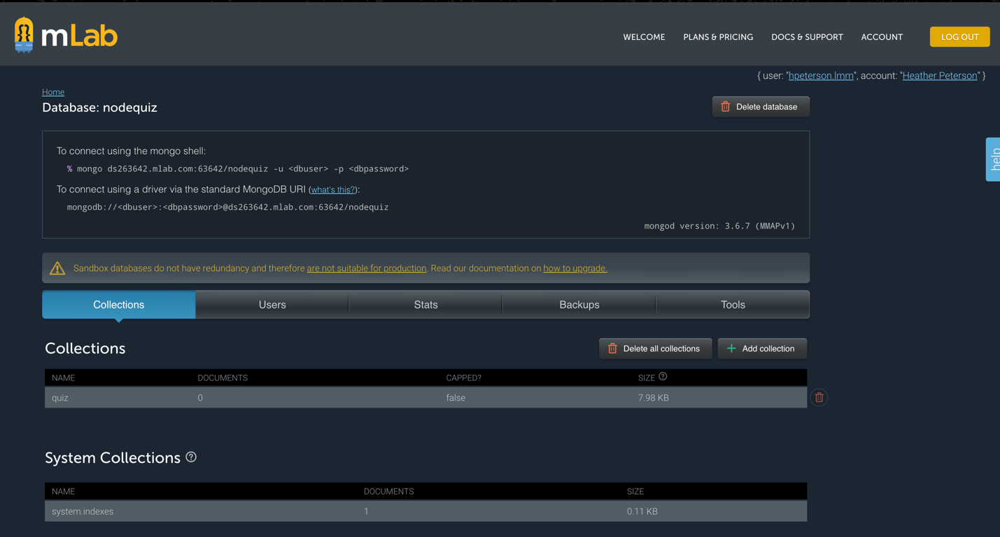 mLab
WELCOME PLANS & PRICING DOCS & SUPPORT ACCOUNT LOG OUT
{ user: "hpeterson.lmm", account: "Heather Peterson" }
Home
Database: nodequiz
Delete database
To connect using the mongo shell:
% mongo ds263642.mlab.com:63642/nodequiz -u <dbuser> -p <dbpassword>
To connect using a driver via the standard MongoDB URI (what's this?):
mongodb://<dbuser>:<dbpassword>@ds263642.mlab.com:63642/nodequiz
mongod version: 3.6.7 (MMAPv1)
help
Sandbox databases do not have redundancy and therefore are not suitable for production. Read our documentation on how to upgrade.
Collections Users Stats Backups Tools
Collections
Delete all collections
Add collection
NAME DOCUMENTS CAPPED? SIZE ?
quiz 0 false 7.98 KB
System Collections ?
NAME DOCUMENTS SIZE
system.indexes 1 0.11 KB